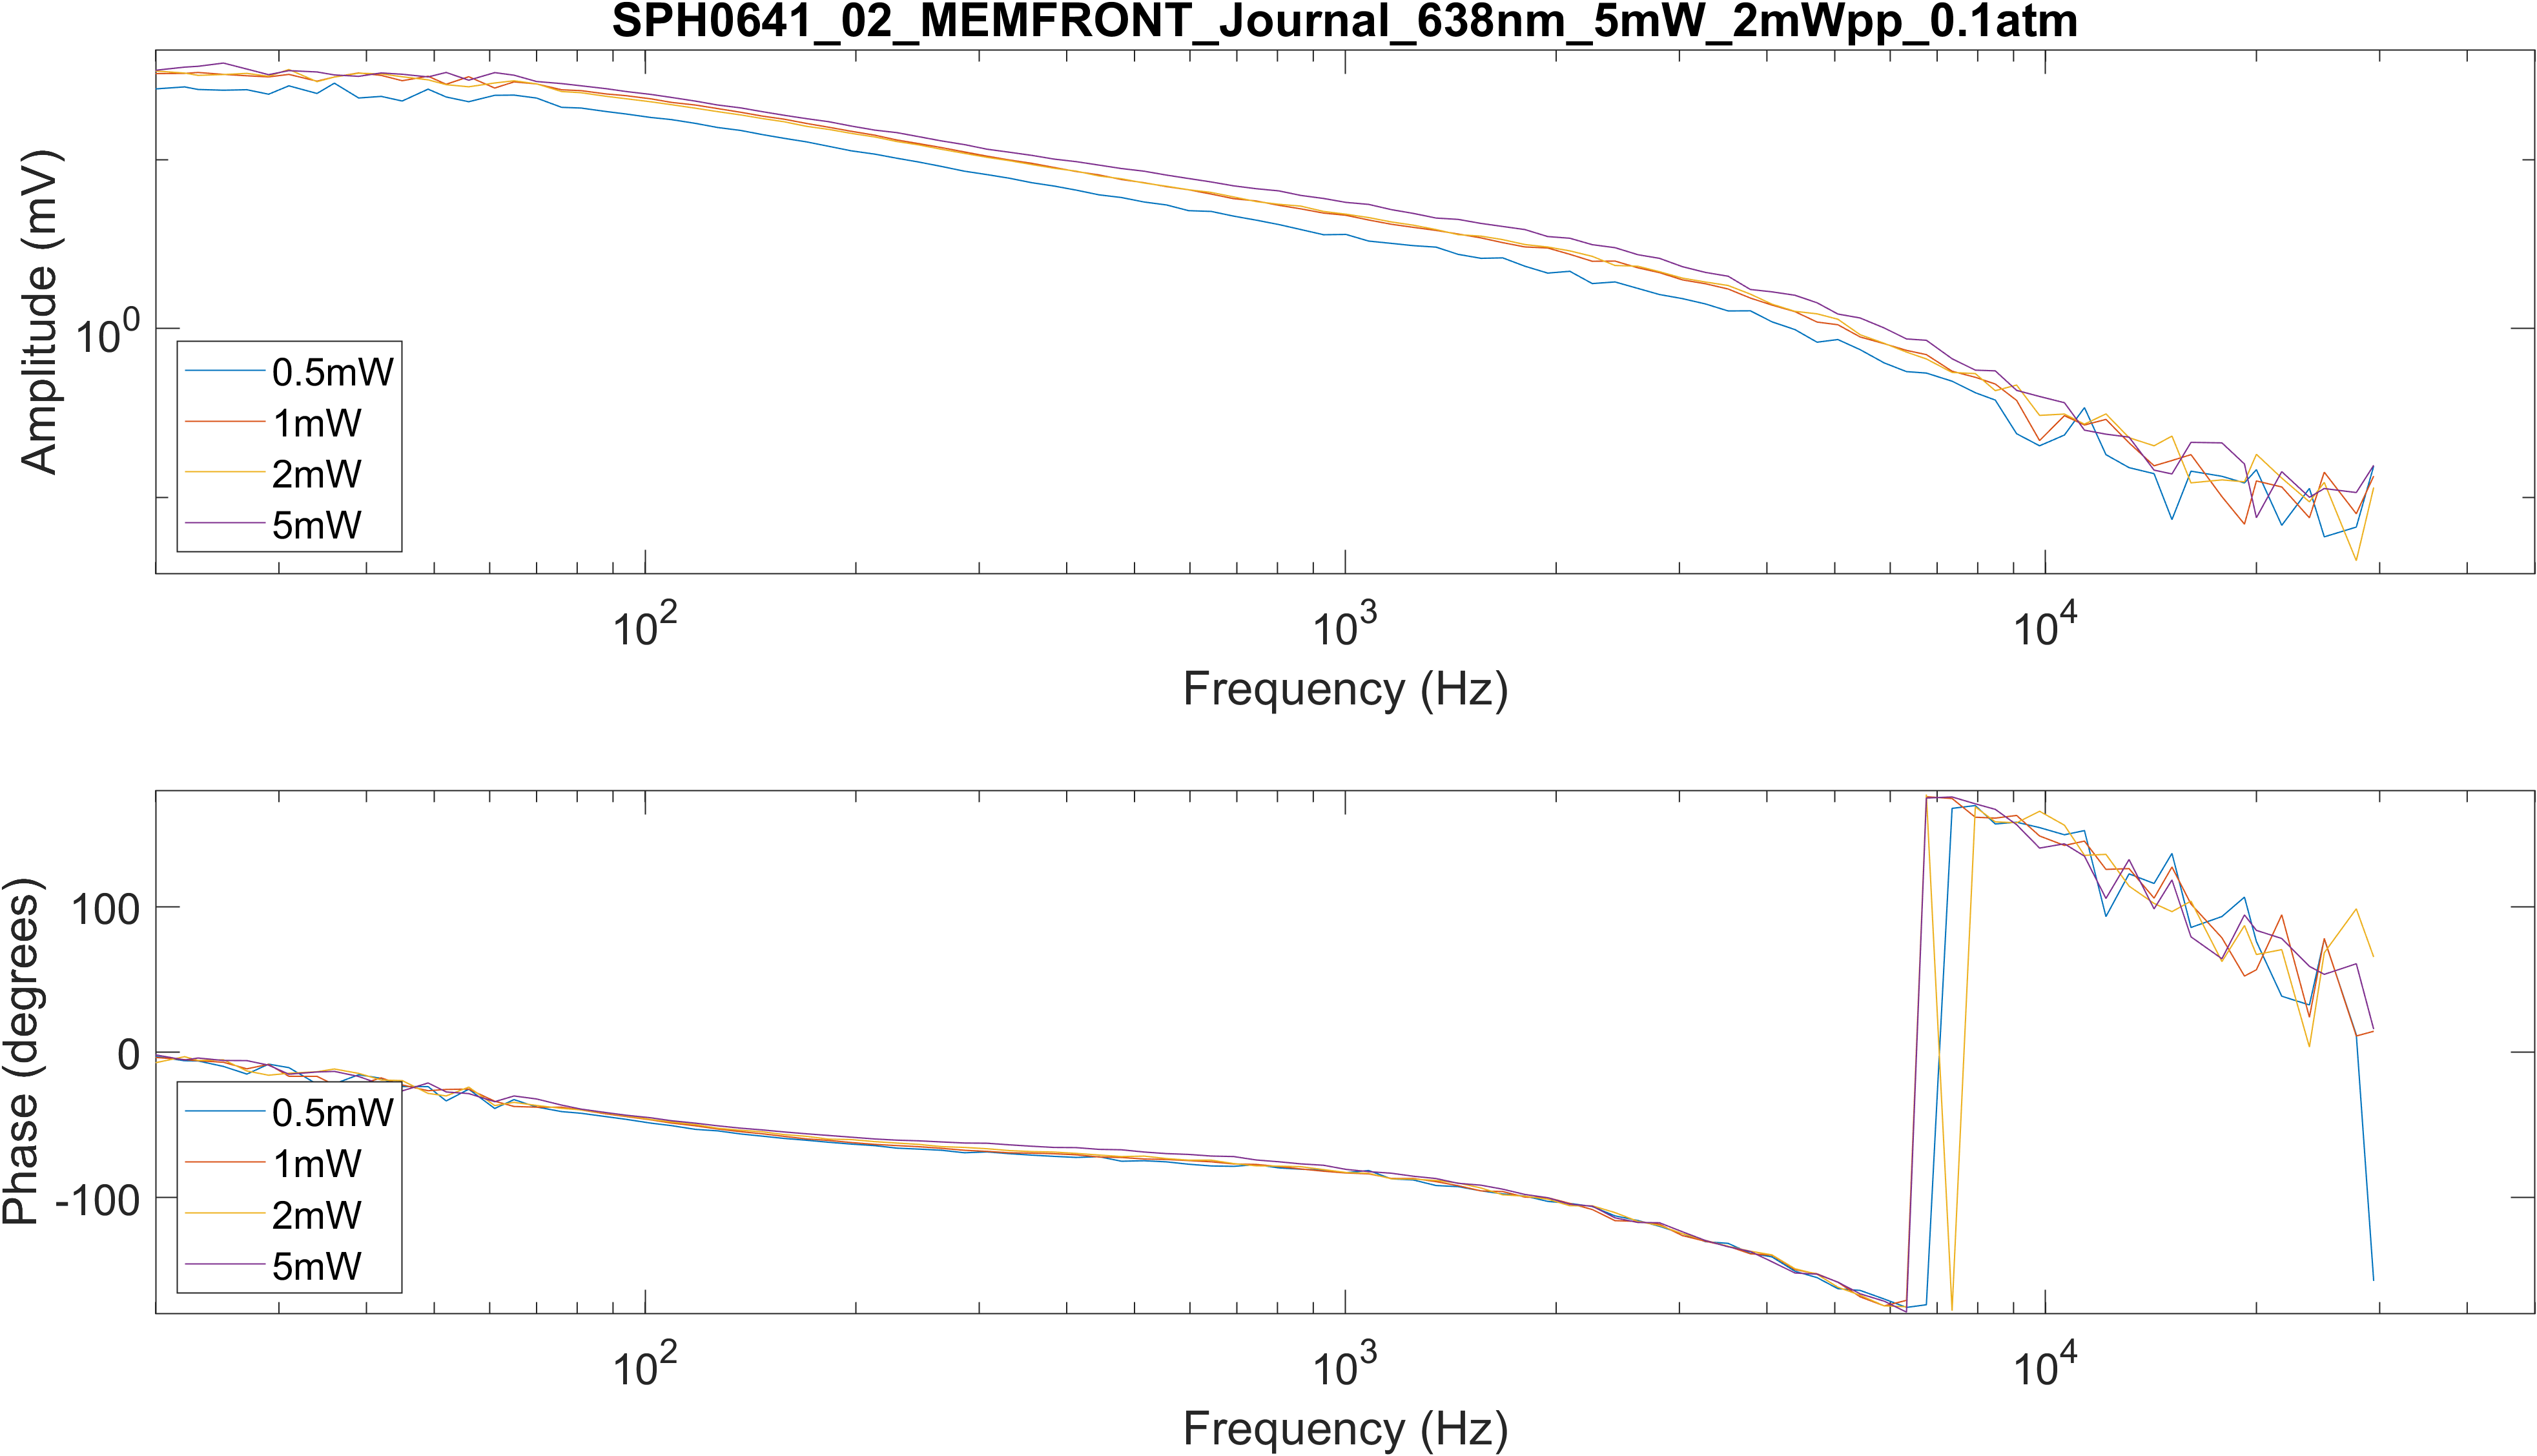 SPH0641_02_MEMFRONT_Journal_638nm_5mW_2mWpp_0.1atm
Amplitude (mV)
10^0
0.5mW
1mW
2mW
5mW
10^2
10^3
10^4
Frequency (Hz)
Phase (degrees)
100
0
-100
0.5mW
1mW
2mW
5mW
10^2
10^3
10^4
Frequency (Hz)